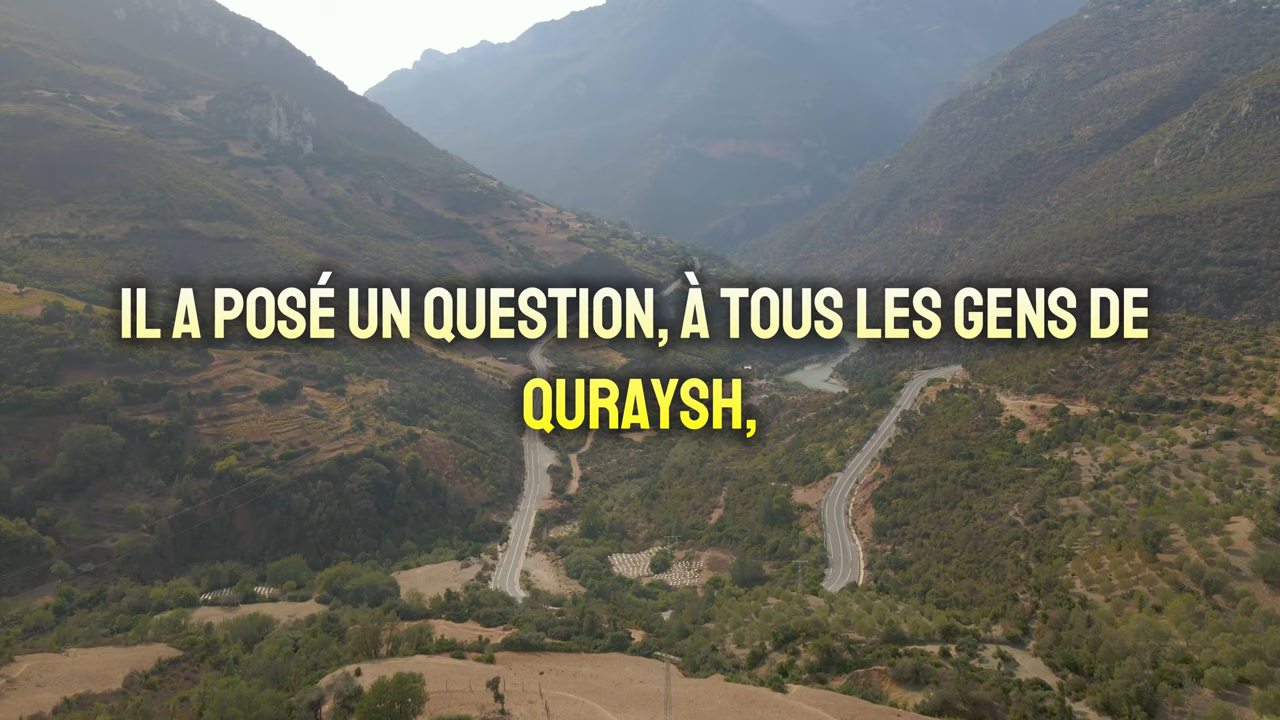 IL A POSÉ UN QUESTION, À TOUS LES GENS DE
QURAYSH,